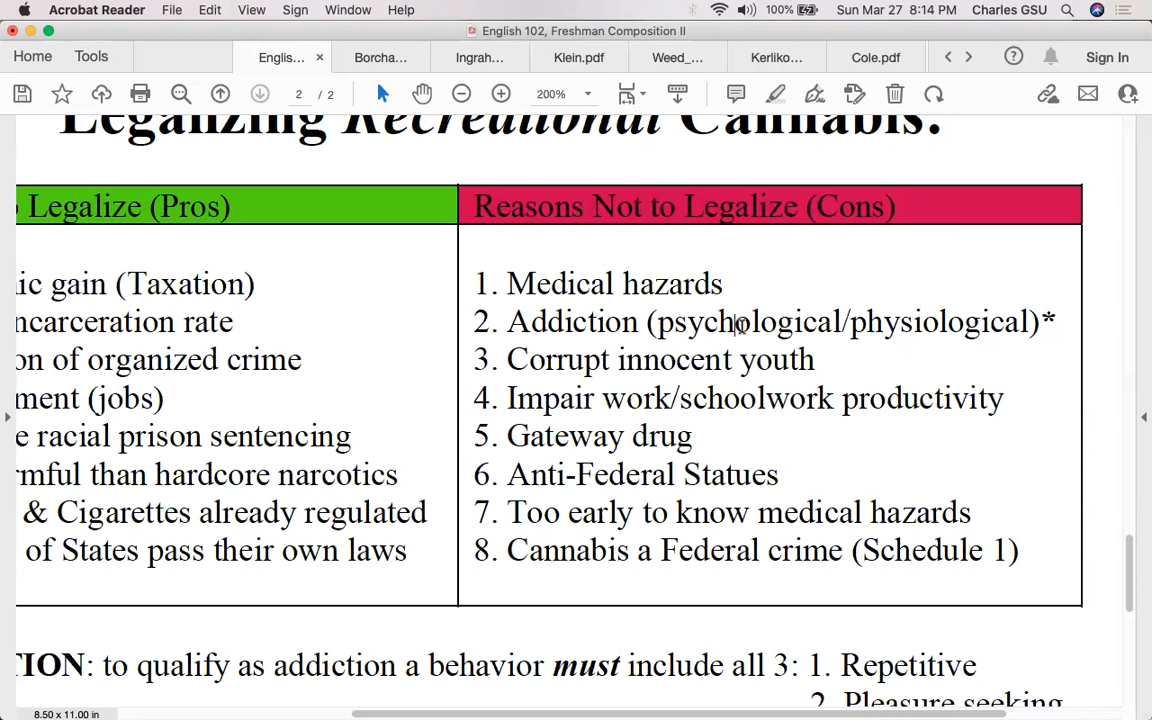 Acrobat Reader File Edit View Sign Window Help 100% Sun Mar 27 8:14 PM Charles GSU
English 102, Freshman Composition II
Home Tools Englis... × Borcha... Ingrah... Klein.pdf Weed_... Kerliko... Cole.pdf Sign In
2 / 2 200%
Legalizing Recreational Cannabis:
Legalize (Pros) Reasons Not to Legalize (Cons)
ic gain (Taxation) 1. Medical hazards
ncarceration rate 2. Addiction (psychological/physiological)*
on of organized crime 3. Corrupt innocent youth
ment (jobs) 4. Impair work/schoolwork productivity
e racial prison sentencing 5. Gateway drug
rmful than hardcore narcotics 6. Anti-Federal Statues
& Cigarettes already regulated 7. Too early to know medical hazards
of States pass their own laws 8. Cannabis a Federal crime (Schedule 1)
TION: to qualify as addiction a behavior must include all 3: 1. Repetitive
2. Pleasure seeking
8.50 x 11.00 in